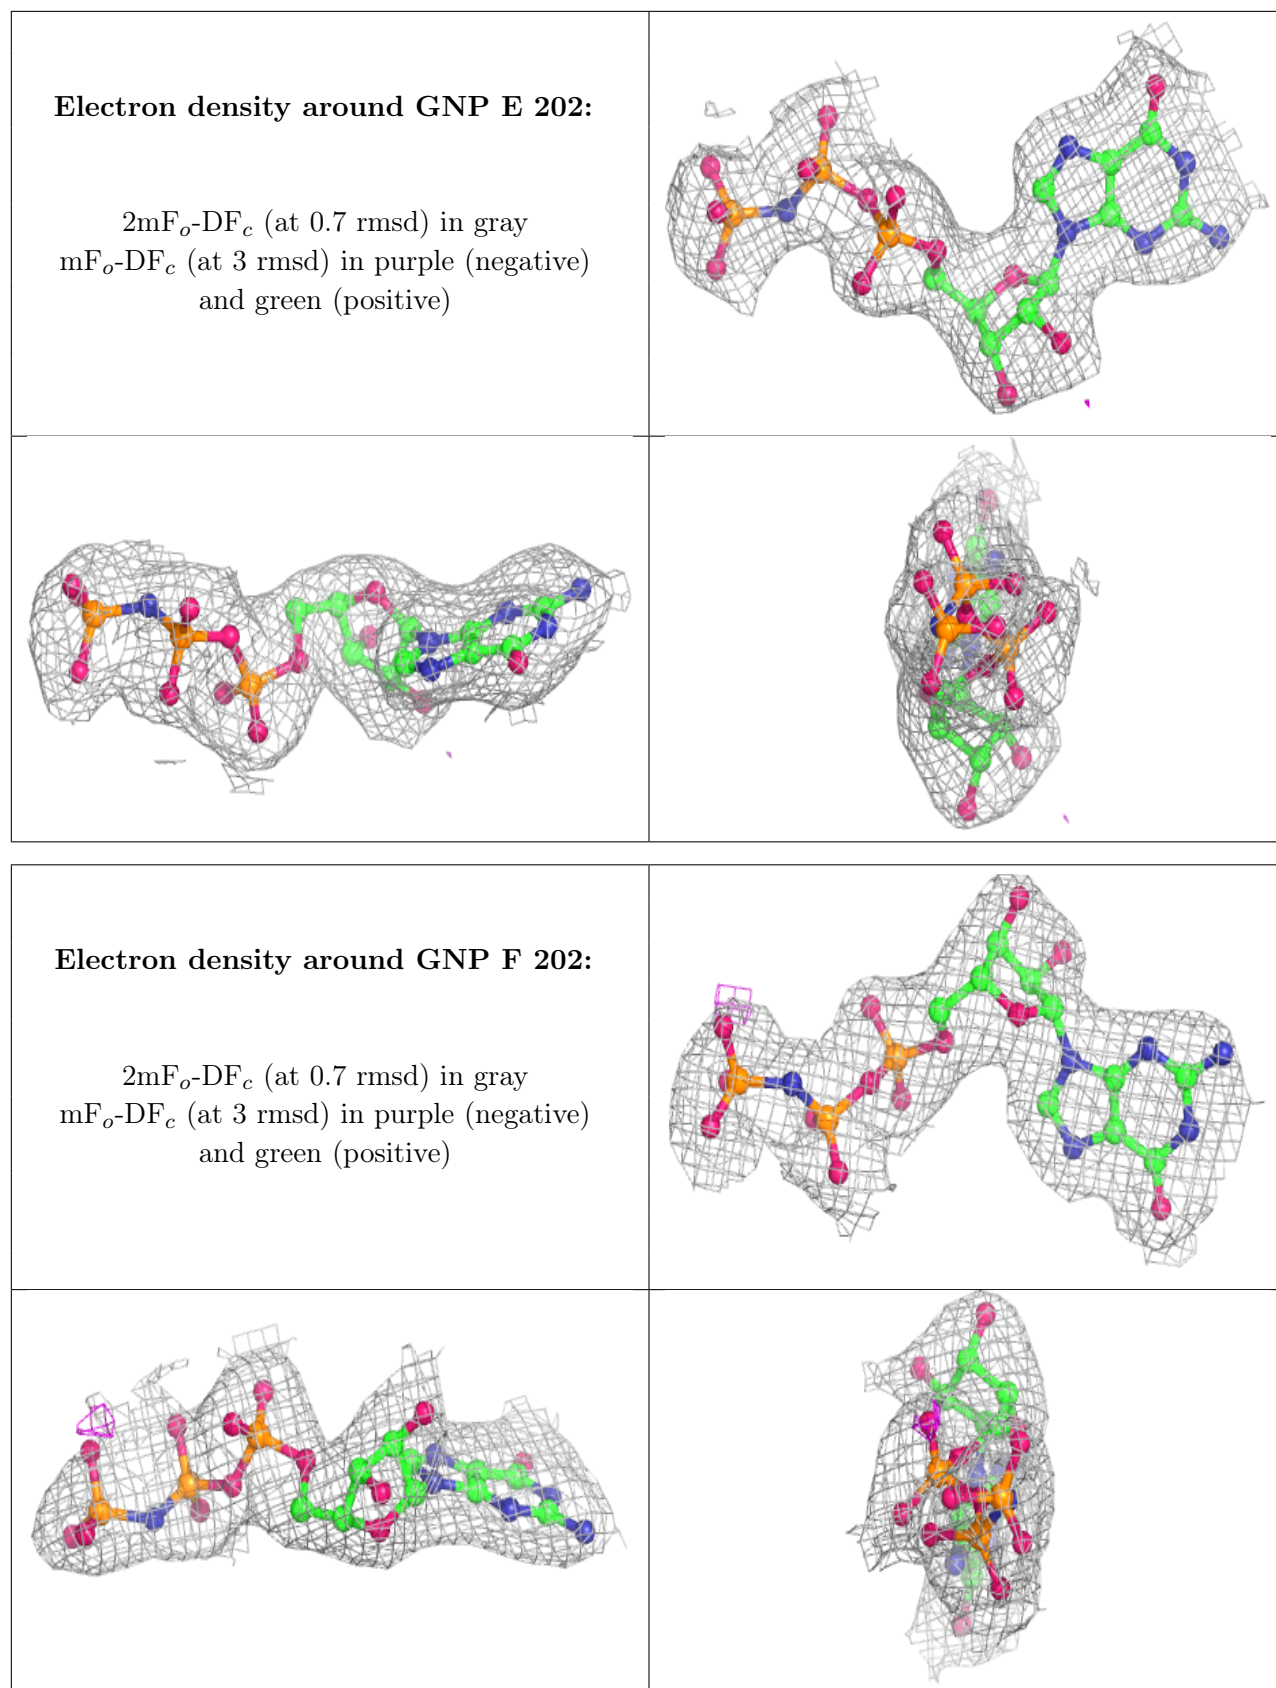 Electron density around GNP E 202:
2mFo-DFc (at 0.7 rmsd) in gray
mFo-DFc (at 3 rmsd) in purple (negative)
and green (positive)
Electron density around GNP F 202:
2mFo-DFc (at 0.7 rmsd) in gray
mFo-DFc (at 3 rmsd) in purple (negative)
and green (positive)